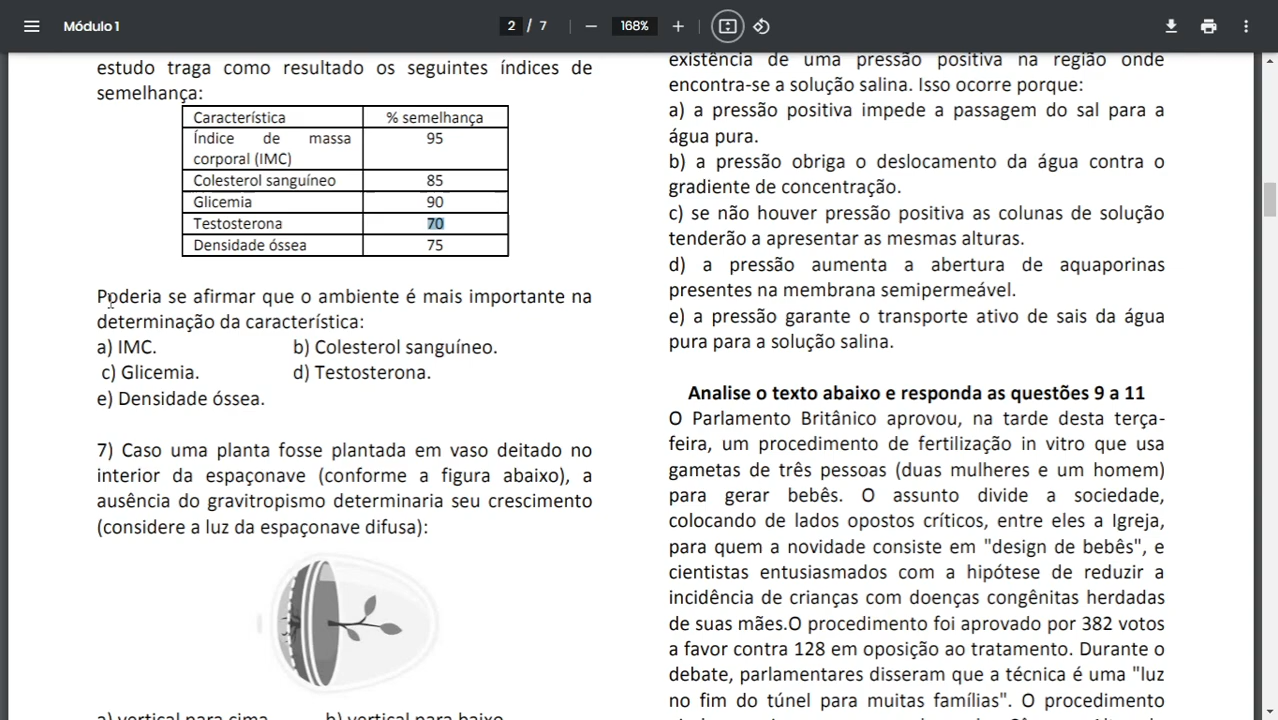 Módulo 1
2 / 7
168%
estudo traga como resultado os seguintes índices de
semelhança:
Característica % semelhança
Índice de massa
corporal (IMC) 95
Colesterol sanguíneo 85
Glicemia 90
Testosterona 70
Densidade óssea 75
Poderia se afirmar que o ambiente é mais importante na
determinação da característica:
a) IMC. b) Colesterol sanguíneo.
c) Glicemia. d) Testosterona.
e) Densidade óssea.
7) Caso uma planta fosse plantada em vaso deitado no
interior da espaçonave (conforme a figura abaixo), a
ausência do gravitropismo determinaria seu crescimento
(considere a luz da espaçonave difusa):
a) vertical para cima. b) vertical para baixo.
existência de uma pressão positiva na região onde
encontra-se a solução salina. Isso ocorre porque:
a) a pressão positiva impede a passagem do sal para a
água pura.
b) a pressão obriga o deslocamento da água contra o
gradiente de concentração.
c) se não houver pressão positiva as colunas de solução
tenderão a apresentar as mesmas alturas.
d) a pressão aumenta a abertura de aquaporinas
presentes na membrana semipermeável.
e) a pressão garante o transporte ativo de sais da água
pura para a solução salina.
Analise o texto abaixo e responda as questões 9 a 11
O Parlamento Britânico aprovou, na tarde desta terça-
feira, um procedimento de fertilização in vitro que usa
gametas de três pessoas (duas mulheres e um homem)
para gerar bebês. O assunto divide a sociedade,
colocando de lados opostos críticos, entre eles a Igreja,
para quem a novidade consiste em "design de bebês", e
cientistas entusiasmados com a hipótese de reduzir a
incidência de crianças com doenças congênitas herdadas
de suas mães.O procedimento foi aprovado por 382 votos
a favor contra 128 em oposição ao tratamento. Durante o
debate, parlamentares disseram que a técnica é uma "luz
no fim do túnel para muitas famílias". O procedimento